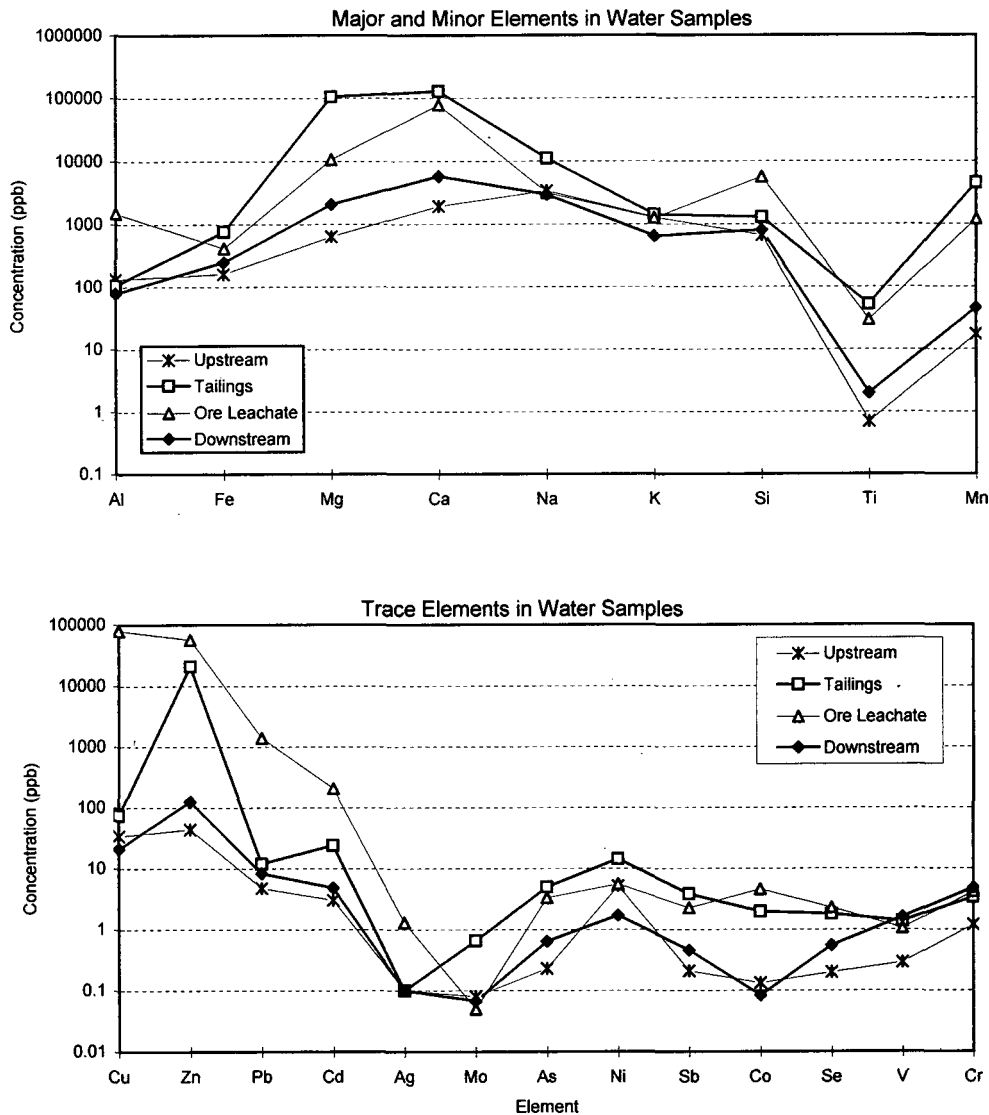 Major and Minor Elements in Water Samples
1000000
100000
10000
1000
100
10
1
0.1
Concentration (ppb)
Upstream
Tailings
Ore Leachate
Downstream
Al Fe Mg Ca Na K Si Ti Mn
Trace Elements in Water Samples
100000
10000
1000
100
10
1
0.1
0.01
Concentration (ppb)
Upstream
Tailings
Ore Leachate
Downstream
Cu Zn Pb Cd Ag Mo As Ni Sb Co Se V Cr
Element